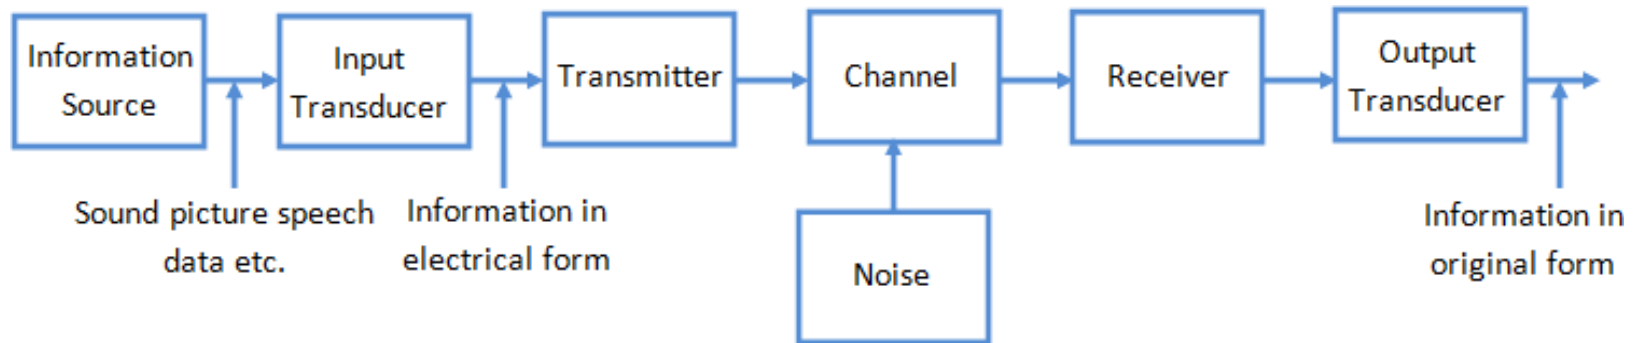 Information
Source
Input
Transducer
Transmitter
Channel
Receiver
Output
Transducer
Sound picture speech
data etc.
Information in
electrical form
Noise
Information in
original form